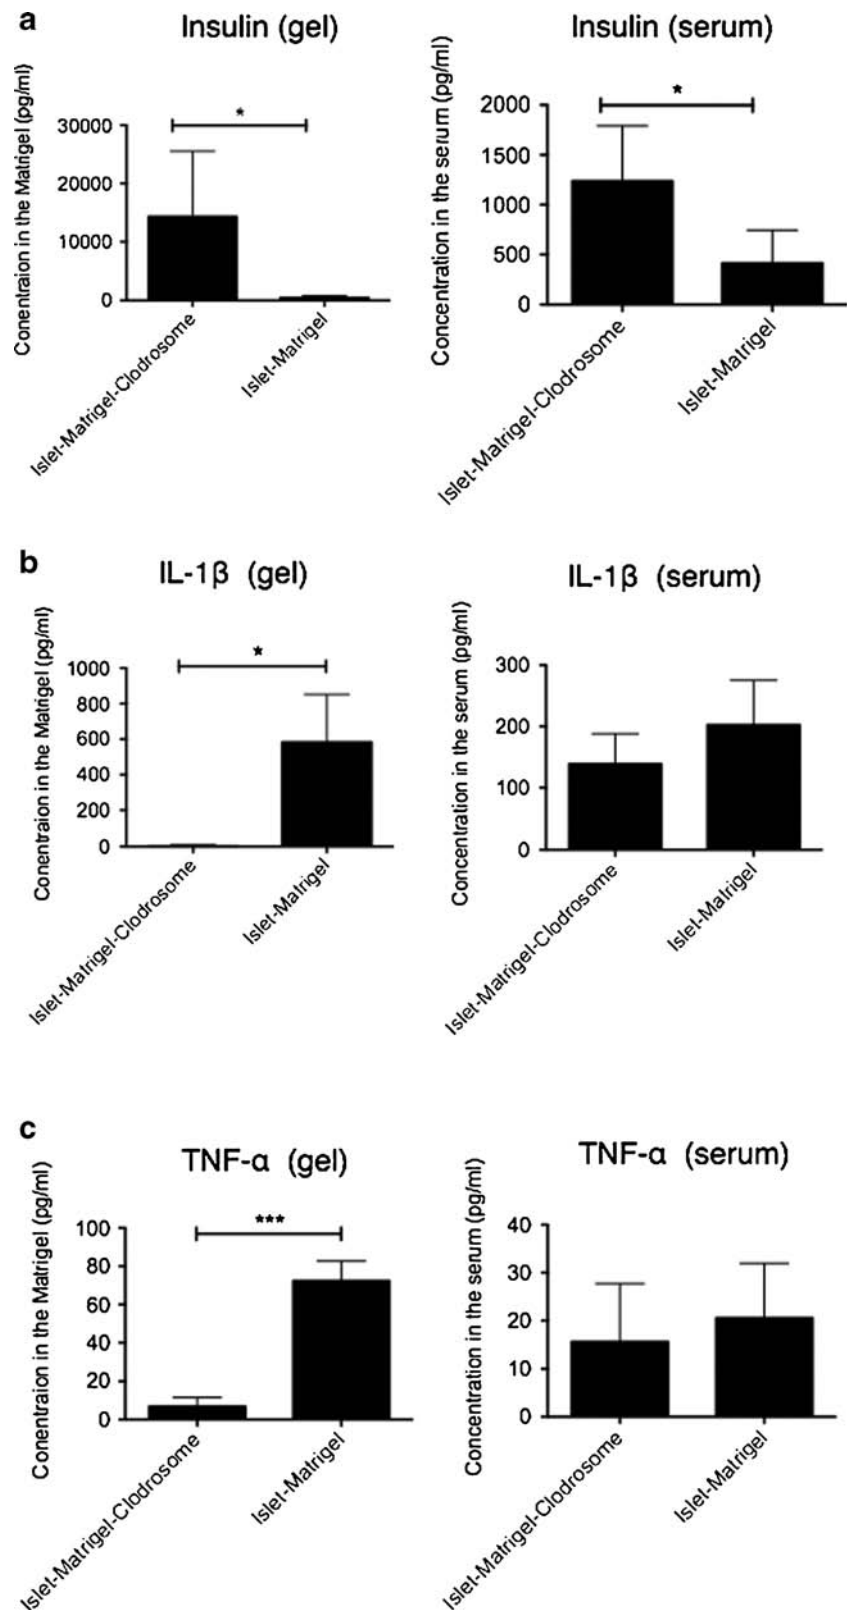 a
Insulin (gel)
Conentraion in the Matrigel (pg/ml)
30000
20000
10000
0
*
Islet-Matrigel-Clodrosome
Islet-Matrigel
Insulin (serum)
Concentration in the serum (pg/ml)
2000
1500
1000
500
0
*
Islet-Matrigel-Clodrosome
Islet-Matrigel
b
IL-1β (gel)
Conentraion in the Matrigel (pg/ml)
1000
800
600
400
200
0
*
Islet-Matrigel-Clodrosome
Islet-Matrigel
IL-1β (serum)
Concentration in the serum (pg/ml)
300
200
100
0
Islet-Matrigel-Clodrosome
Islet-Matrigel
c
TNF-α (gel)
Conentraion in the Matrigel (pg/ml)
100
80
60
40
20
0
***
Islet-Matrigel-Clodrosome
Islet-Matrigel
TNF-α (serum)
Concentration in the serum (pg/ml)
40
30
20
10
0
Islet-Matrigel-Clodrosome
Islet-Matrigel